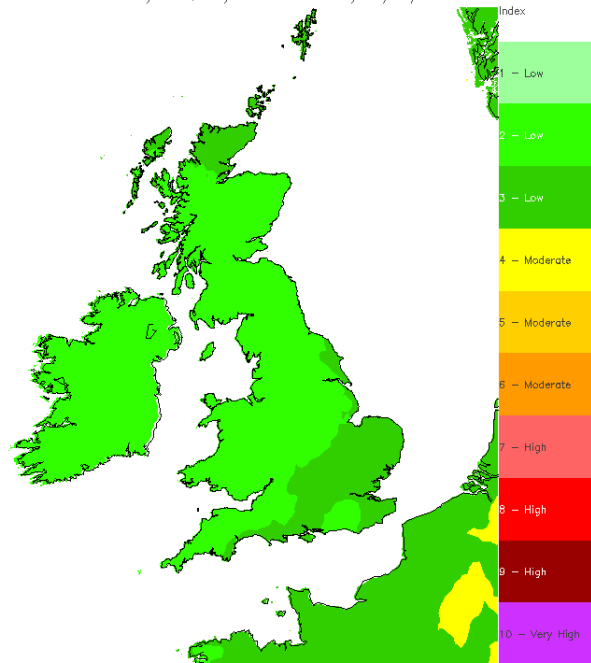 Index
1 – Low
2 – Low
3 – Low
4 – Moderate
5 – Moderate
6 – Moderate
7 – High
8 – High
9 – High
10 – Very High